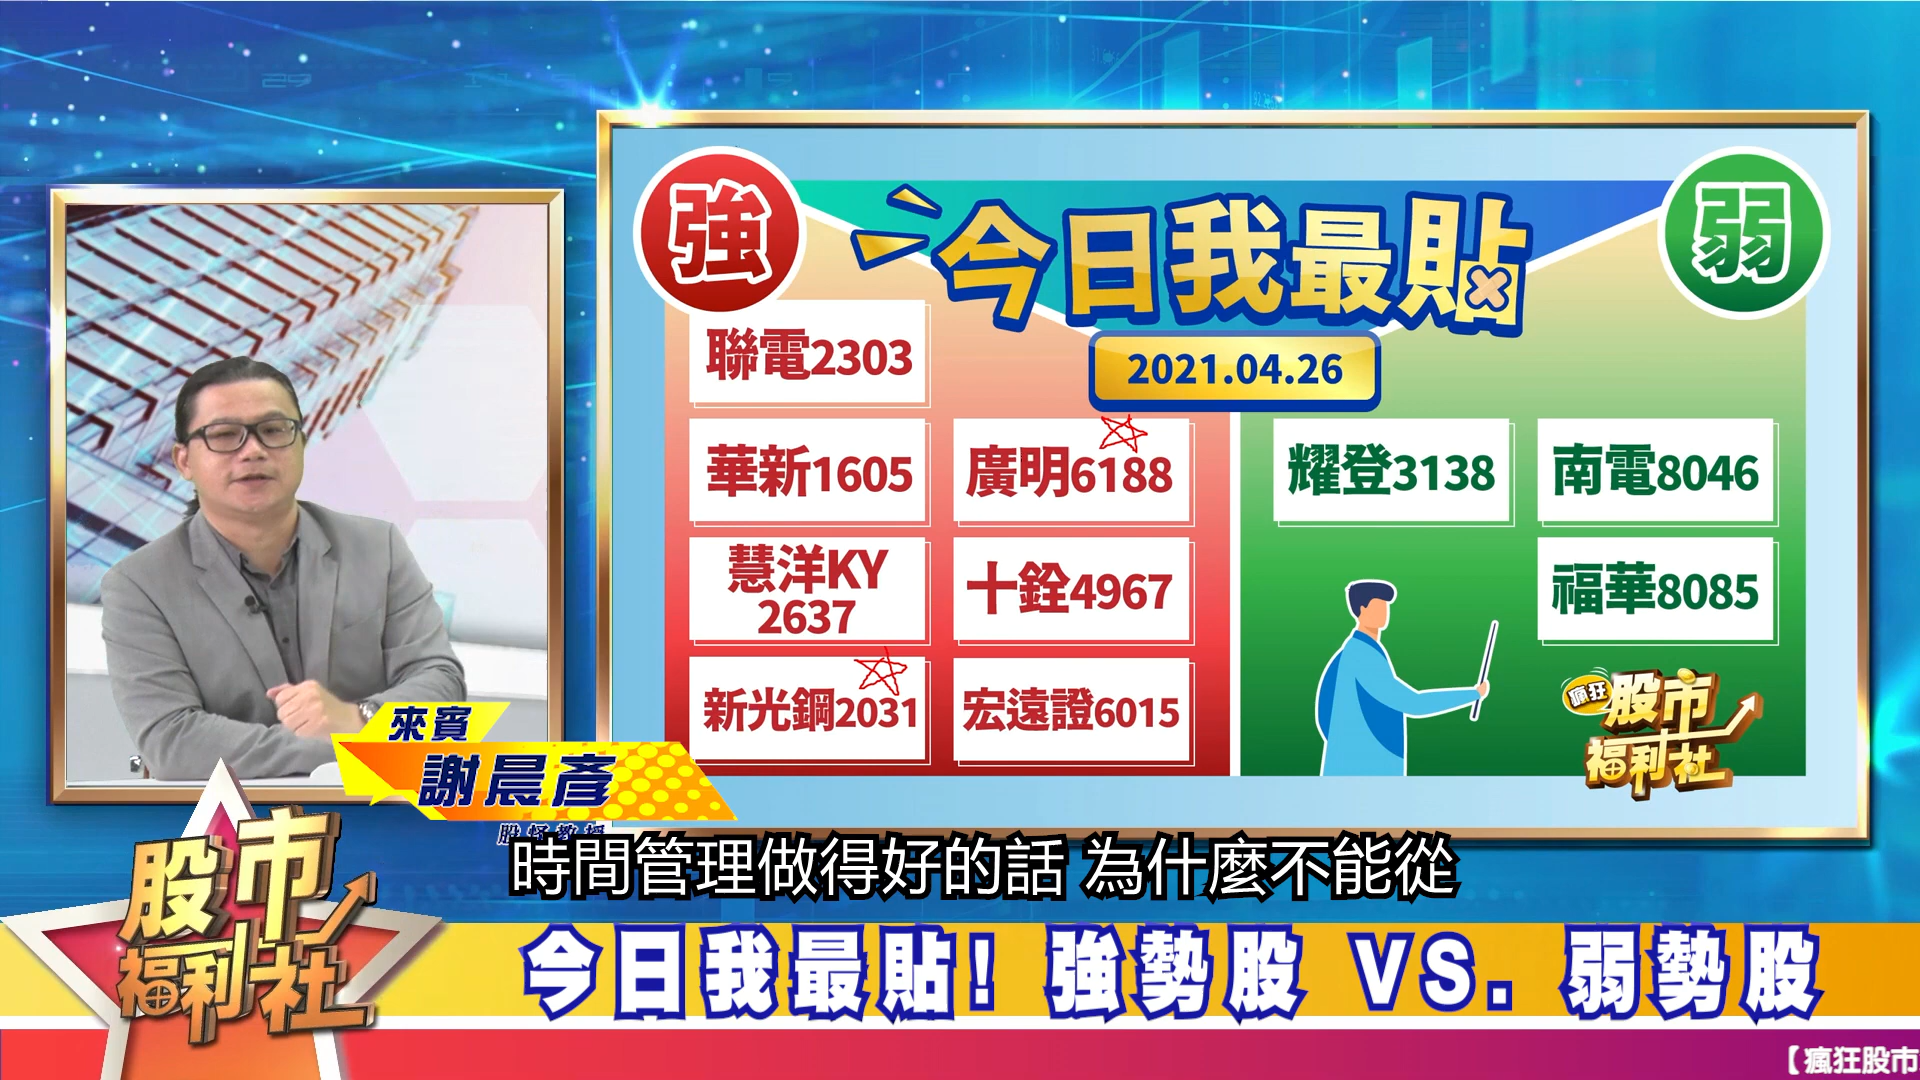 強
今日我最貼
弱
2021.04.26
聯電2303
華新1605
廣明6188
慧洋KY
2637
十銓4967
新光鋼2031
宏遠證6015
耀登3138
南電8046
福華8085
瘋狂
股市
福利社
來賓
謝晨彥
時間管理做得好的話 為什麼不能從
股市
福利社
今日我最貼! 強勢股 VS. 弱勢股
【瘋狂股市